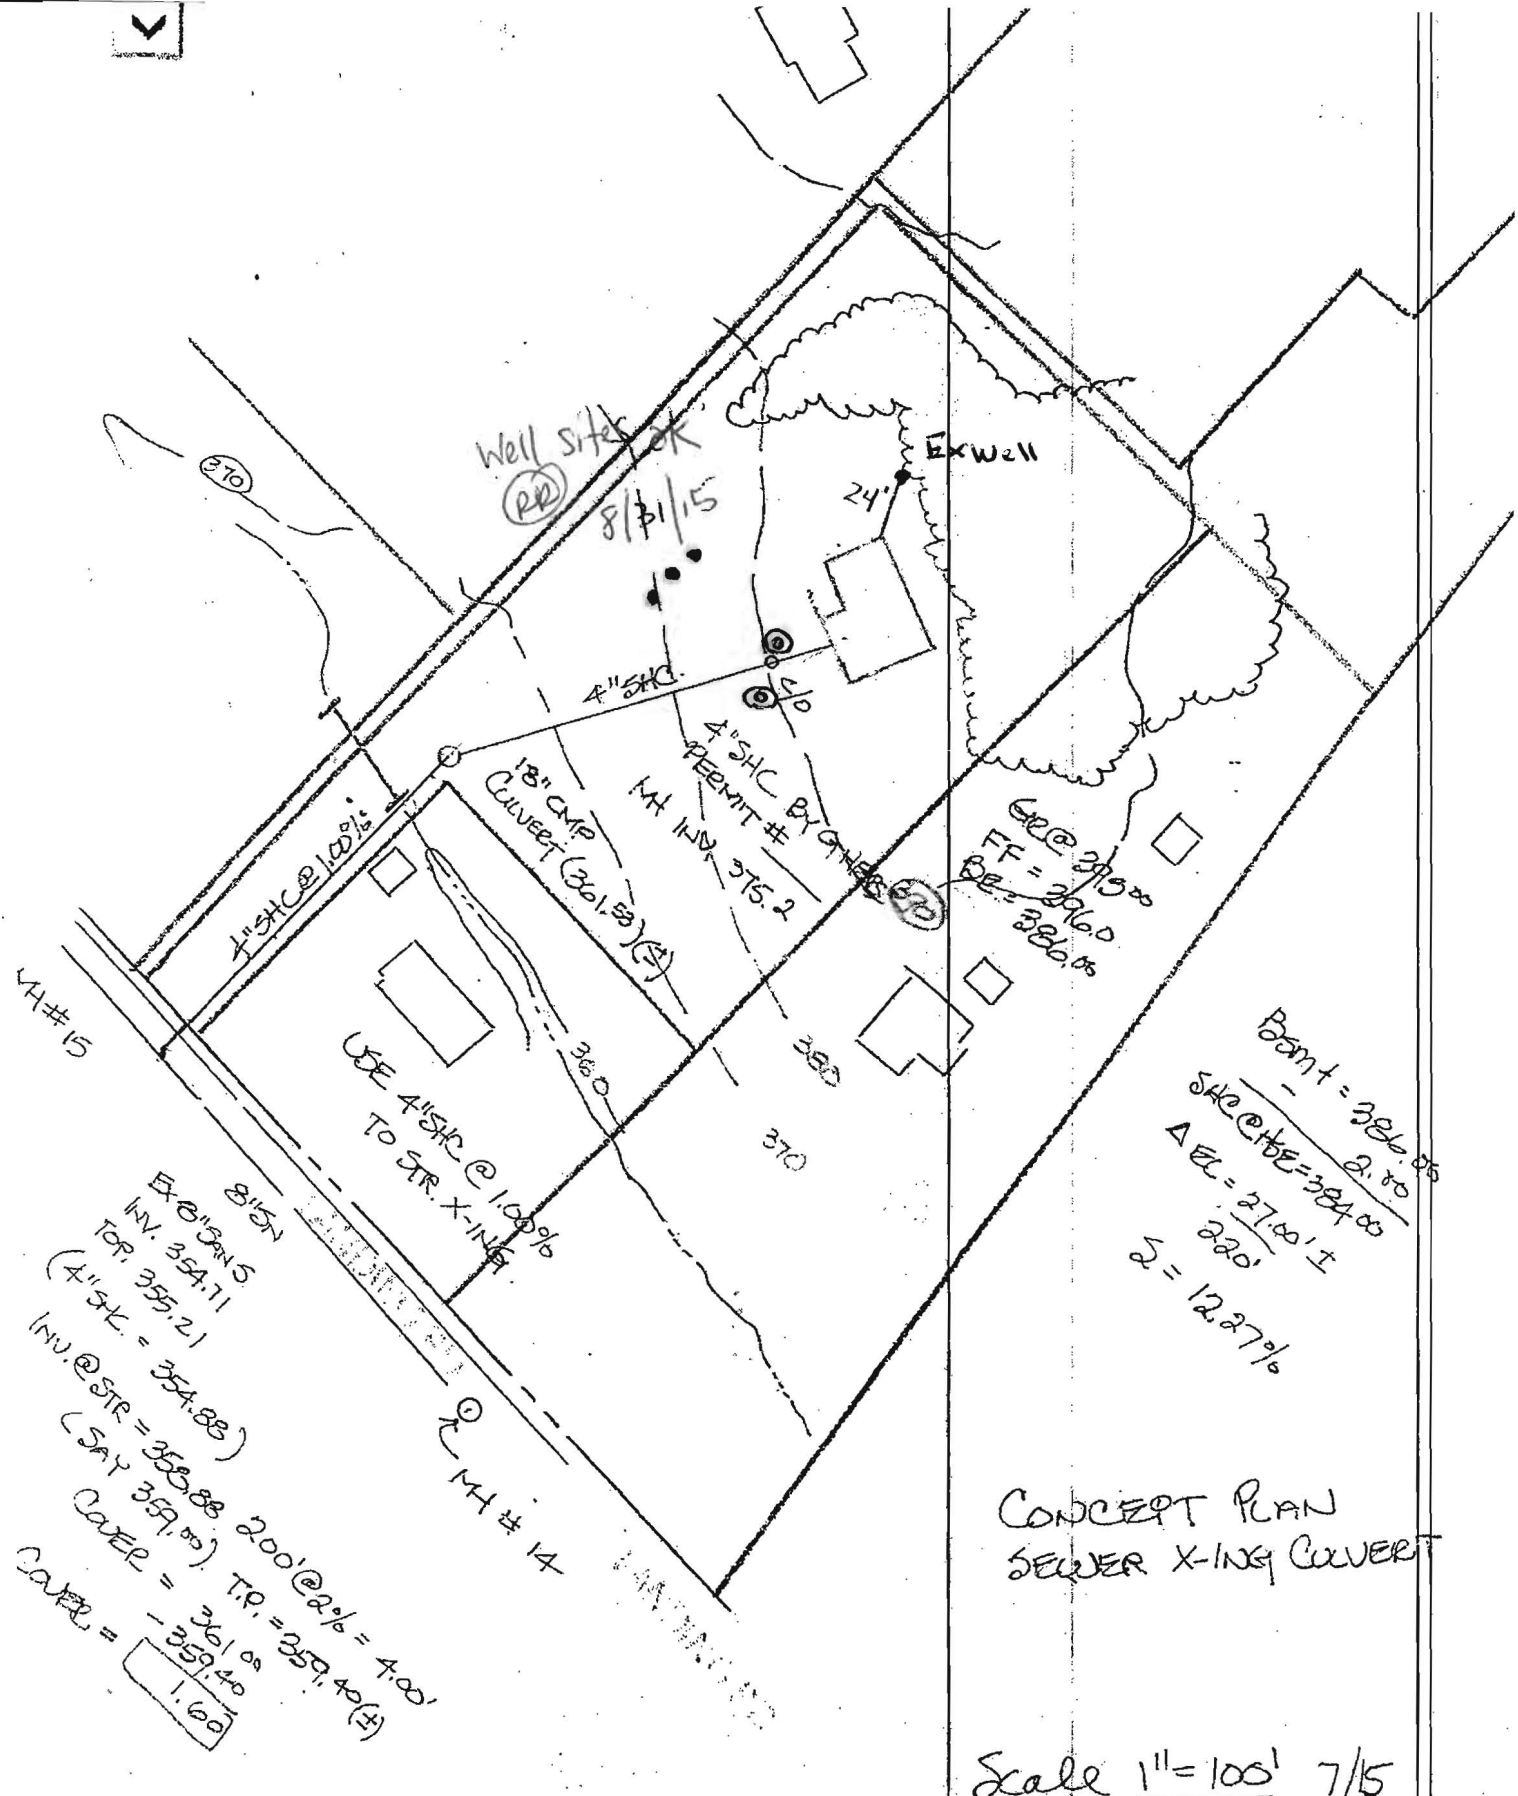 Well sites ok
RR
8/31/15
370
Ex Well
24'
4" SHC.
C/O
4" SHC BY OTHERS
PERMIT #
MH INV. 375.2
18" CMP
CULVERT (361.53)(±)
4" SHC @ 1.00%
GR @ 395.00
FF = 396.0
BE = 386.00
390
380
370
360
USE 4" SHC @ 1.00%
TO STR. X-ING.
MH # 15
8" SN
EX 8" SAN S.
INV. 354.71
TOP. 355.21
(4" SHC. = 354.88)
INV. @ STR = 358.88 200' @ 2% = 4.00'
(SAY 359.00). T.P. = 359.40 (±)
COVER = 361.00
- 359.40
COVER = 1.60
MH # 14
Bsmt = 386.00
- 2.00
SHC @ HSE = 384.00
Δ EL = 27.00' ±
220'
S = 12.27%
CONCEPT PLAN
SEWER X-ING CULVERT
Scale 1" = 100' 7/15